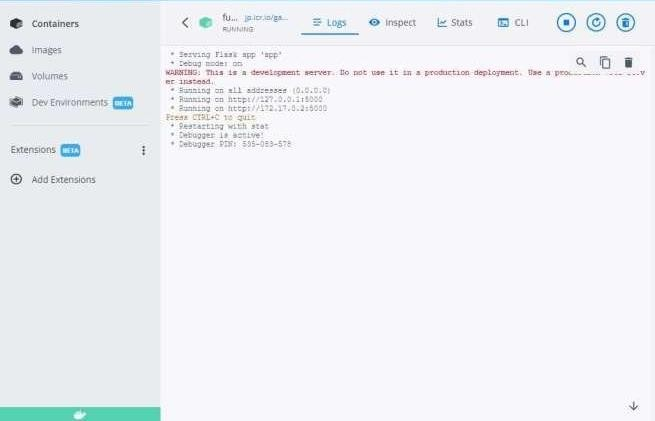 Containers
Images
Volumes
Dev Environments BETA
Extensions BETA
Add Extensions
fu... jp.icr.io/ga...
RUNNING
Logs
Inspect
Stats
CLI
* Serving Flask app 'app'
* Debug mode: on
WARNING: This is a development server. Do not use it in a production deployment. Use a
er instead.
* Running on all addresses (0.0.0.0)
* Running on http://127.0.0.1:5000
* Running on http://172.17.0.2:5000
Press CTRL+C to quit
* Restarting with stat
* Debugger is active!
* Debugger PIN: 535-083-578